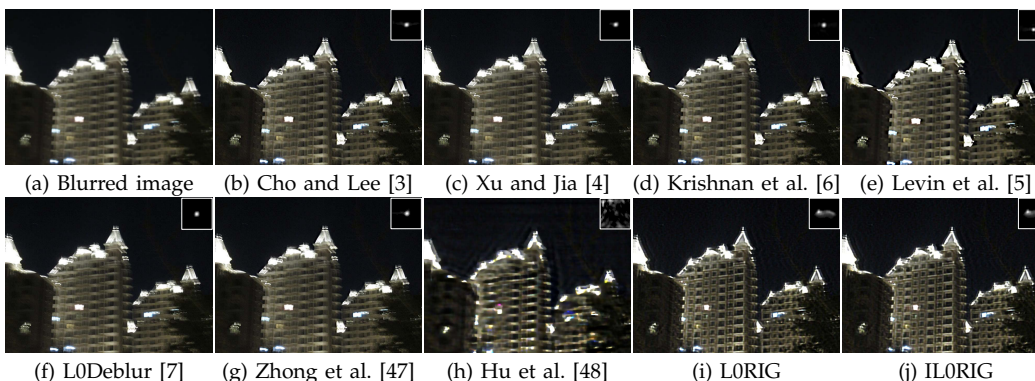 (a) Blurred image (b) Cho and Lee [3] (c) Xu and Jia [4] (d) Krishnan et al. [6] (e) Levin et al. [5]
(f) L0Deblur [7] (g) Zhong et al. [47] (h) Hu et al. [48] (i) L0RIG (j) IL0RIG